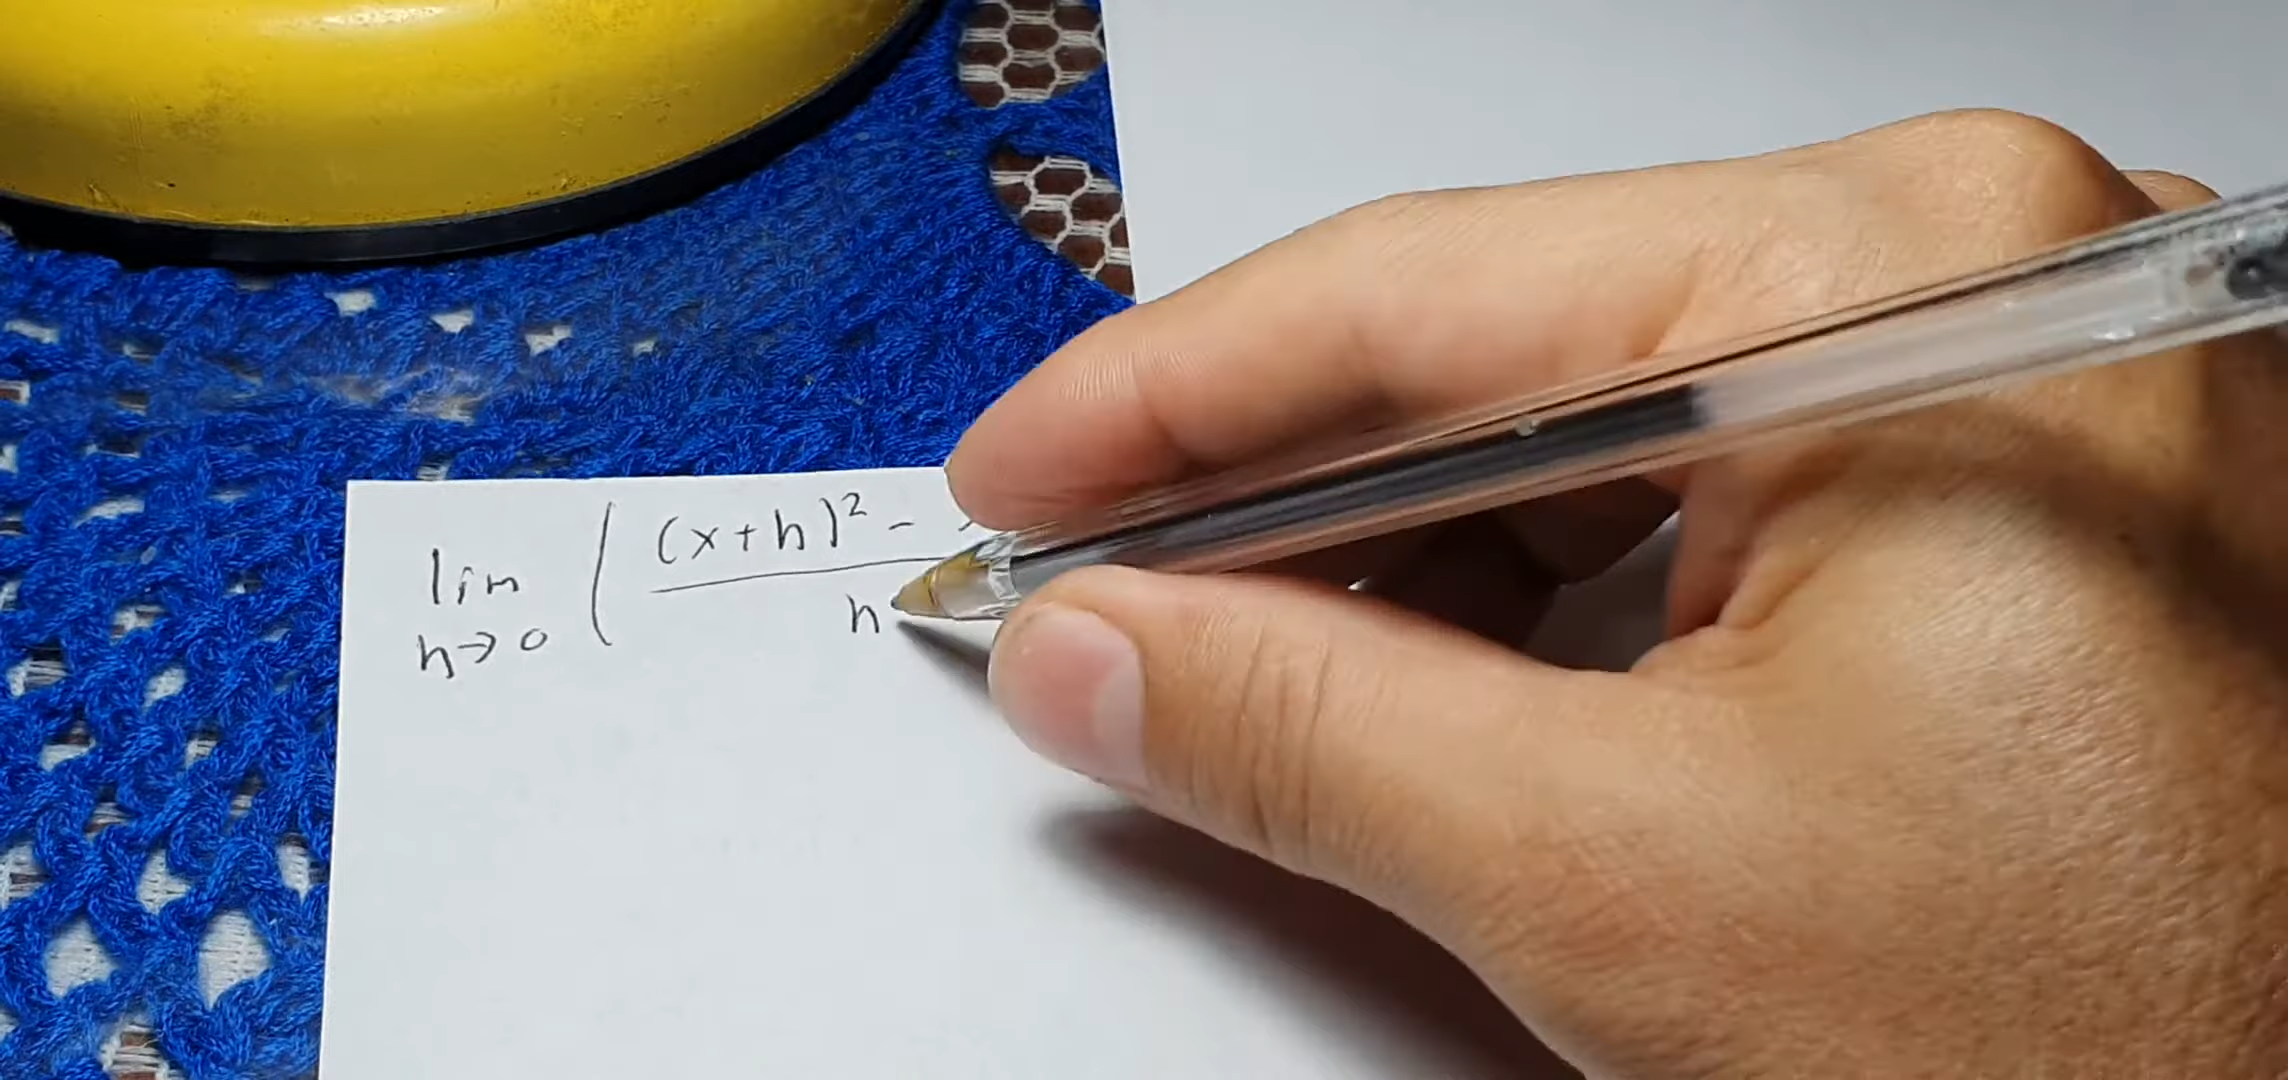 lim ( (x+h)² -
h→0 h